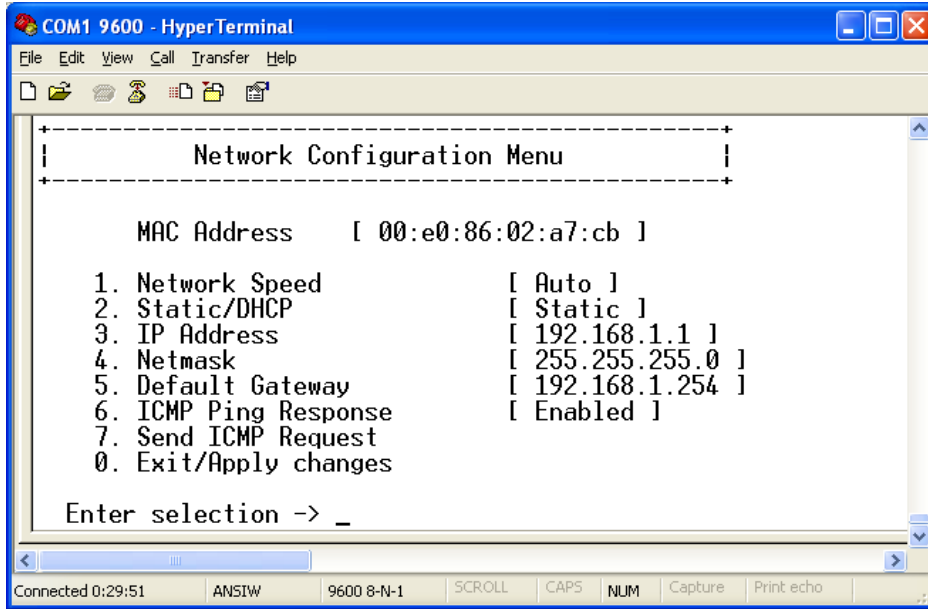 COM1 9600 - HyperTerminal
File Edit View Call Transfer Help
+--------------------------------------------------+
¦ Network Configuration Menu ¦
+--------------------------------------------------+
MAC Address [ 00:e0:86:02:a7:cb ]
1. Network Speed [ Auto ]
2. Static/DHCP [ Static ]
3. IP Address [ 192.168.1.1 ]
4. Netmask [ 255.255.255.0 ]
5. Default Gateway [ 192.168.1.254 ]
6. ICMP Ping Response [ Enabled ]
7. Send ICMP Request
0. Exit/Apply changes
Enter selection -> _
Connected 0:29:51 ANSIW 9600 8-N-1 SCROLL CAPS NUM Capture Print echo